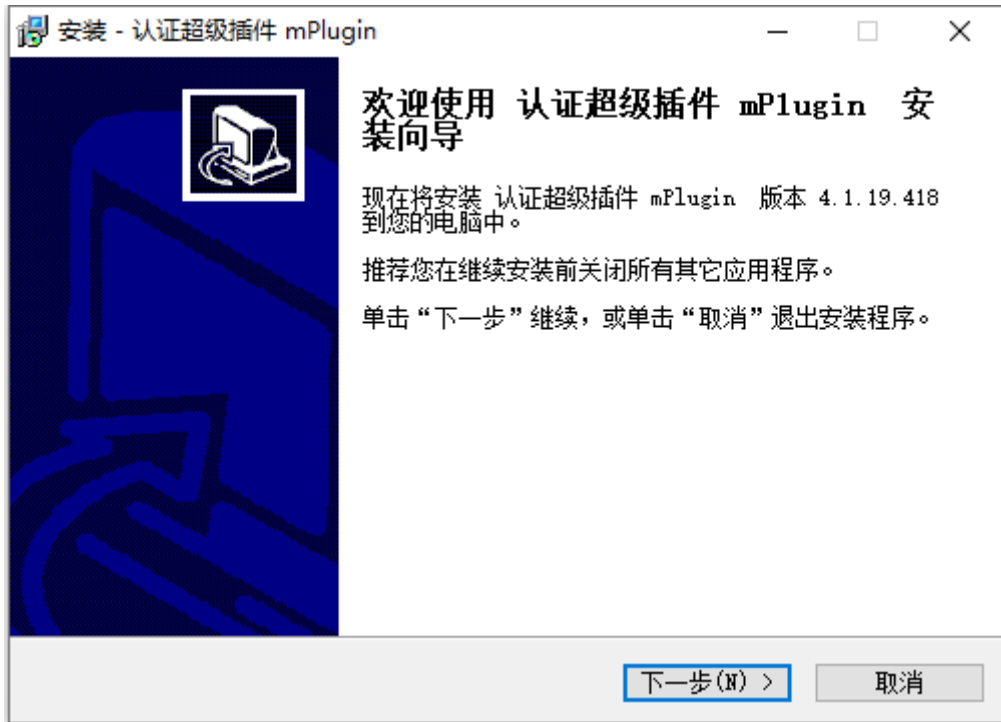 安装 - 认证超级插件 mPlugin
欢迎使用 认证超级插件 mPlugin 安
装向导
现在将安装 认证超级插件 mPlugin 版本 4.1.19.418
到您的电脑中。
推荐您在继续安装前关闭所有其它应用程序。
单击“下一步”继续，或单击“取消”退出安装程序。
下一步(N) >
取消